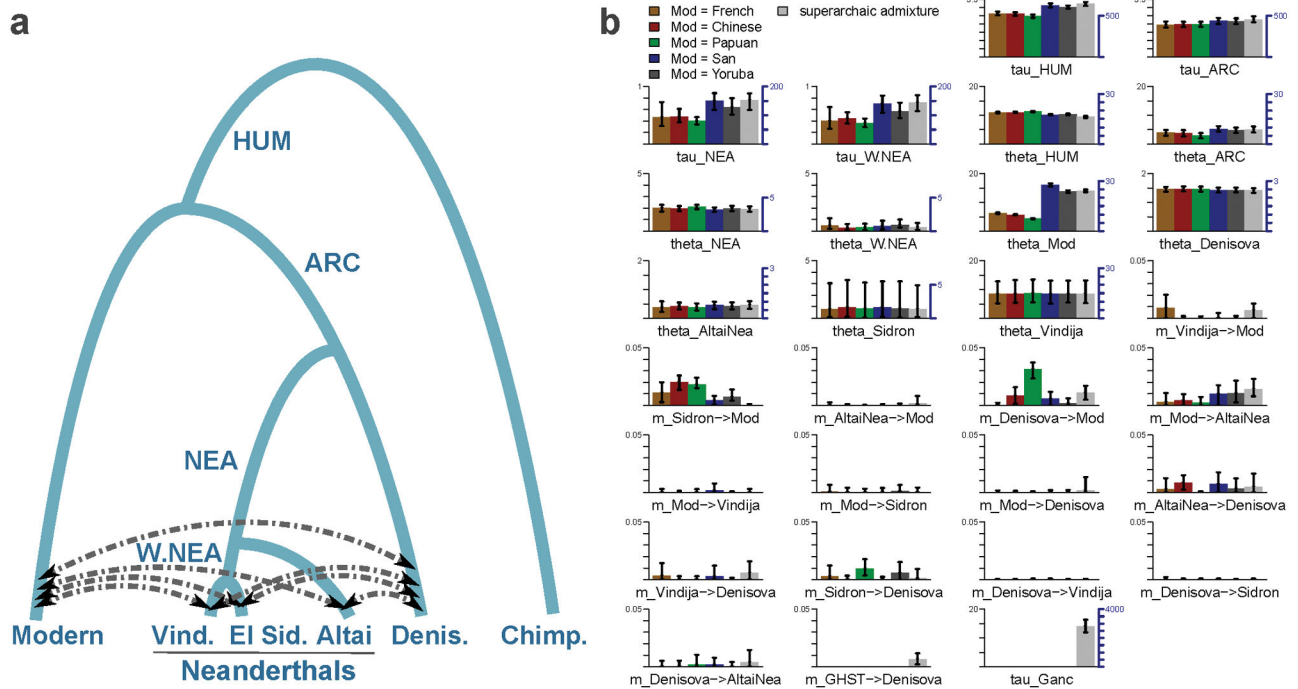 a
HUM
ARC
NEA
W.NEA
Modern Vind. El Sid. Altai Denis. Chimp.
Neanderthals
b
Mod = French
superarchaic admixture
Mod = Chinese
Mod = Papuan
Mod = San
Mod = Yoruba
500
500
tau_HUM
tau_ARC
1
200
1
200
20
30
30
tau_NEA
tau_W.NEA
theta_HUM
theta_ARC
5
5
5
5
20
30
2
3
theta_NEA
theta_W.NEA
theta_Mod
theta_Denisova
2
3
5
5
20
30
0.05
theta_AltaiNea
theta_Sidron
theta_Vindija
m_Vindija->Mod
0.05
0.05
0.05
0.05
m_Sidron->Mod
m_AltaiNea->Mod
m_Denisova->Mod
m_Mod->AltaiNea
0.05
0.05
0.05
0.05
m_Mod->Vindija
m_Mod->Sidron
m_Mod->Denisova
m_AltaiNea->Denisova
0.05
0.05
0.05
0.05
m_Vindija->Denisova
m_Sidron->Denisova
m_Denisova->Vindija
m_Denisova->Sidron
0.05
0.05
20
4000
m_Denisova->AltaiNea
m_GHST->Denisova
tau_Ganc